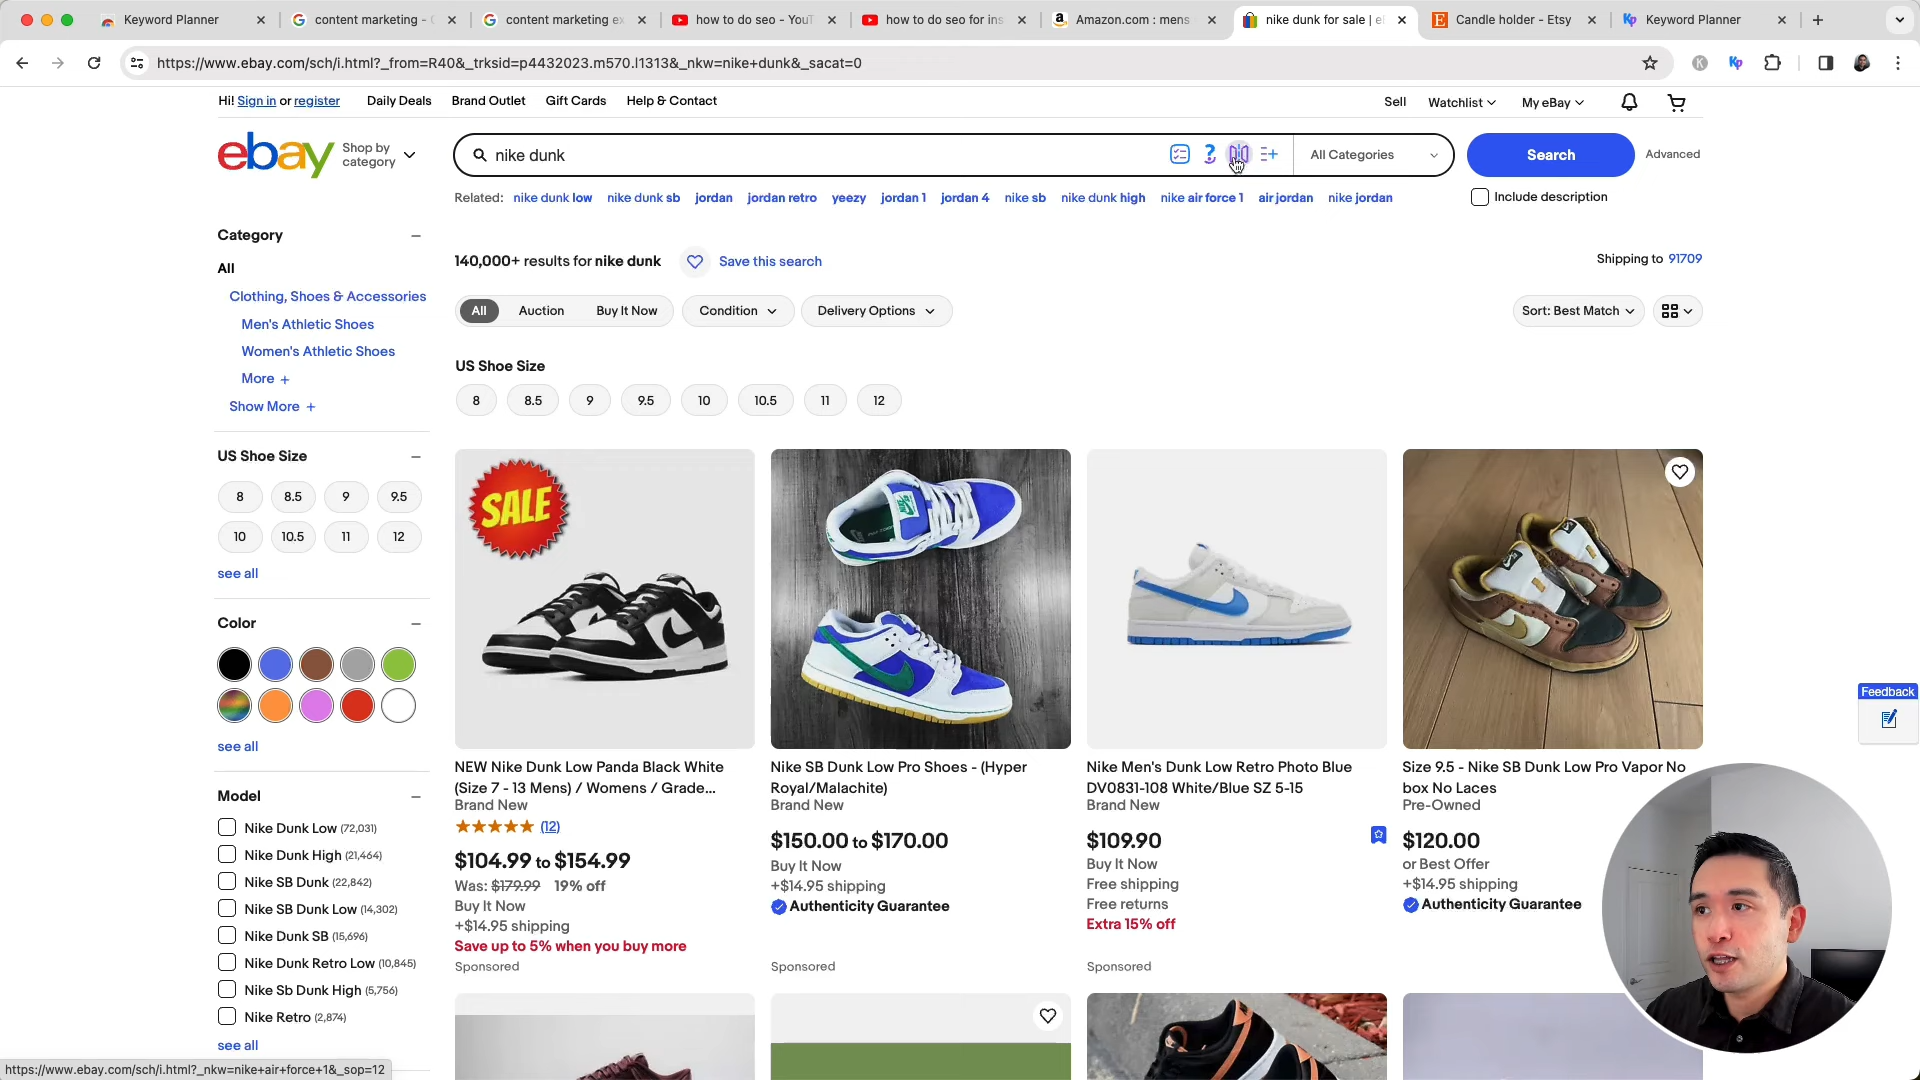 Keyword Planner
content marketing - G
content marketing ex
how to do seo - YouT
how to do seo for ins
Amazon.com : mens
nike dunk for sale | e
Candle holder - Etsy
Keyword Planner
https://www.ebay.com/sch/i.html?_from=R40&_trksid=p4432023.m570.l1313&_nkw=nike+dunk&_sacat=0
Hi! Sign in or register
Daily Deals
Brand Outlet
Gift Cards
Help & Contact
Sell
Watchlist
My eBay
ebay
Shop by
category
nike dunk
All Categories
Search
Advanced
Related: nike dunk low nike dunk sb jordan jordan retro yeezy jordan 1 jordan 4 nike sb nike dunk high nike air force 1 air jordan nike jordan
Include description
Category
All
Clothing, Shoes & Accessories
Men's Athletic Shoes
Women's Athletic Shoes
More +
Show More +
140,000+ results for nike dunk
Save this search
Shipping to 91709
All
Auction
Buy It Now
Condition
Delivery Options
Sort: Best Match
US Shoe Size
8 8.5 9 9.5 10 10.5 11 12
US Shoe Size
8 8.5 9 9.5
10 10.5 11 12
see all
Color
see all
Model
Nike Dunk Low (72,031)
Nike Dunk High (21,464)
Nike SB Dunk (22,842)
Nike SB Dunk Low (14,302)
Nike Dunk SB (15,696)
Nike Dunk Retro Low (10,845)
Nike Sb Dunk High (5,756)
Nike Retro (2,874)
see all
SALE
NEW Nike Dunk Low Panda Black White
(Size 7 - 13 Mens) / Womens / Grade...
Brand New
(12)
$104.99 to $154.99
Was: $179.99 19% off
Buy It Now
+$14.95 shipping
Save up to 5% when you buy more
Sponsored
Nike SB Dunk Low Pro Shoes - (Hyper
Royal/Malachite)
Brand New
$150.00 to $170.00
Buy It Now
+$14.95 shipping
Authenticity Guarantee
Sponsored
Nike Men's Dunk Low Retro Photo Blue
DV0831-108 White/Blue SZ 5-15
Brand New
$109.90
Buy It Now
Free shipping
Free returns
Extra 15% off
Sponsored
Size 9.5 - Nike SB Dunk Low Pro Vapor No
box No Laces
Pre-Owned
$120.00
or Best Offer
+$14.95 shipping
Authenticity Guarantee
Feedback
https://www.ebay.com/sch/i.html?_nkw=nike+air+force+1&_sop=12